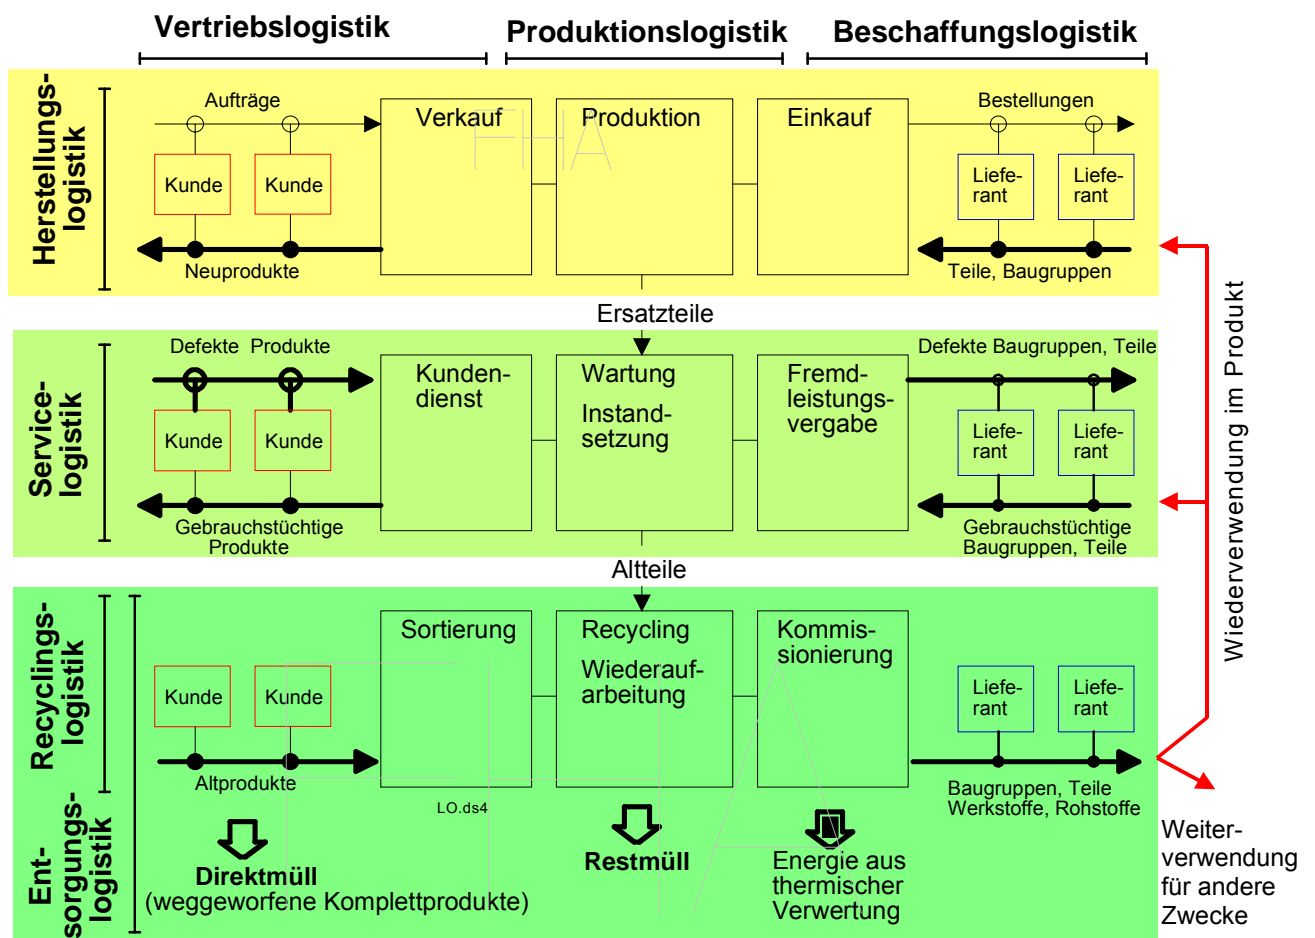 Vertriebslogistik
Produktionslogistik
Beschaffungslogistik
Herstellungs-
logistik
Aufträge
Kunde
Kunde
Neuprodukte
Verkauf
Produktion
Einkauf
FHA
Bestellungen
Liefe-
rant
Liefe-
rant
Teile, Baugruppen
Ersatzteile
Service-
logistik
Defekte Produkte
Kunde
Kunde
Gebrauchstüchtige
Produkte
Kunden-
dienst
Wartung
Instand-
setzung
Fremd-
leistungs-
vergabe
Defekte Baugruppen, Teile
Liefe-
rant
Liefe-
rant
Gebrauchstüchtige
Baugruppen, Teile
Wiederverwendung im Produkt
Altteile
Recyclings-
logistik
Kunde
Kunde
Altprodukte
Sortierung
Recycling
Wiederauf-
arbeitung
Kommis-
sionierung
Liefe-
rant
Liefe-
rant
Baugruppen, Teile
Werkstoffe, Rohstoffe
LO.ds4
Ent-
sorgungs-
logistik
Direktmüll
(weggeworfene Komplettprodukte)
Restmüll
Energie aus
thermischer
Verwertung
Weiter-
verwendung
für andere
Zwecke